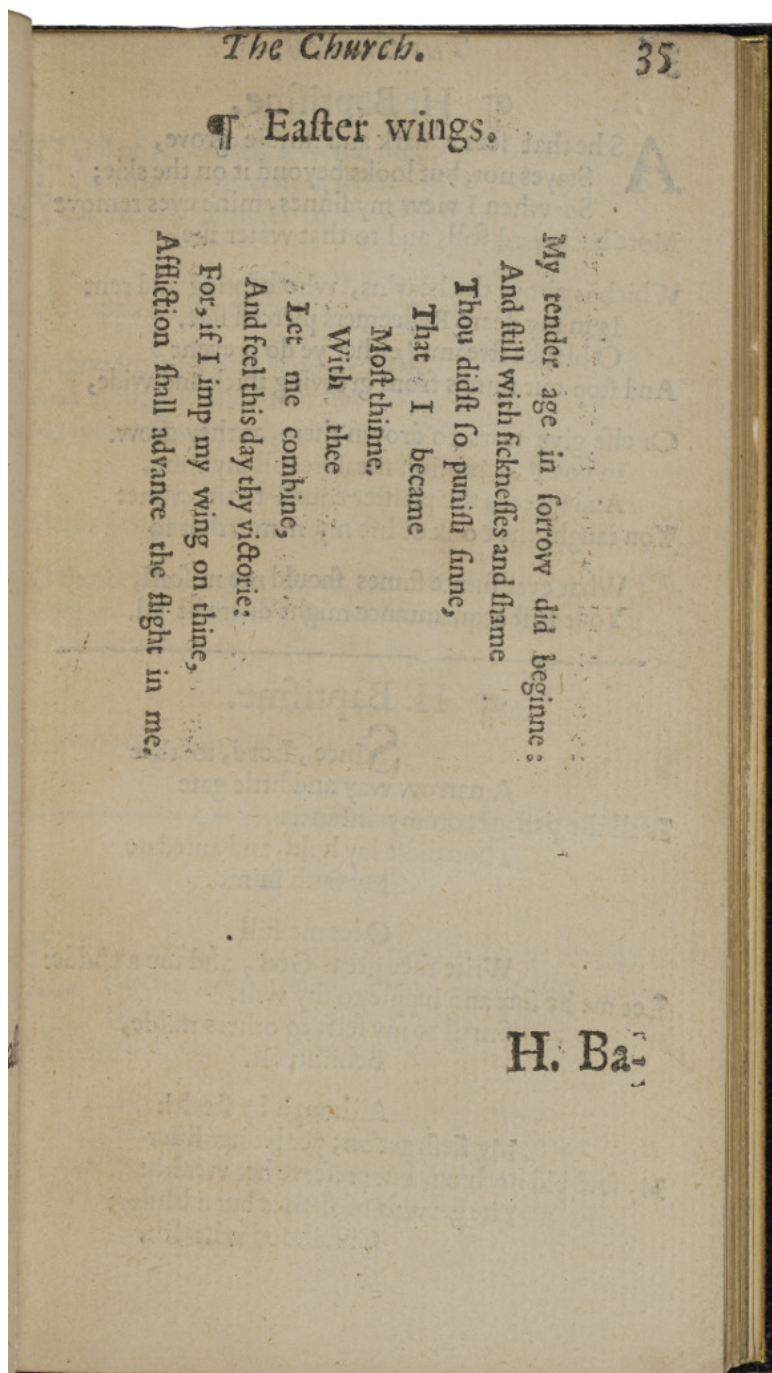 The Church. 35
¶ Eaſter wings.
My tender age in ſorrow did beginne:
And ſtill with ſickneſſes and ſhame
Thou didſt ſo puniſh ſinne,
That I became
Moſt thinne.
With thee
Let me combine,
And feel this day thy victorie:
For, if I imp my wing on thine,
Affliction ſhall advance the flight in me.
H. Ba-